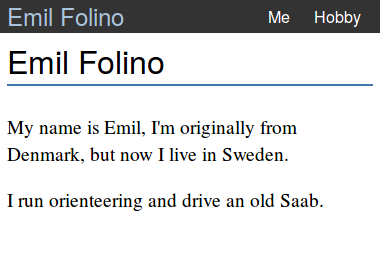 Emil Folino Me Hobby
Emil Folino
My name is Emil, I'm originally from
Denmark, but now I live in Sweden.
I run orienteering and drive an old Saab.